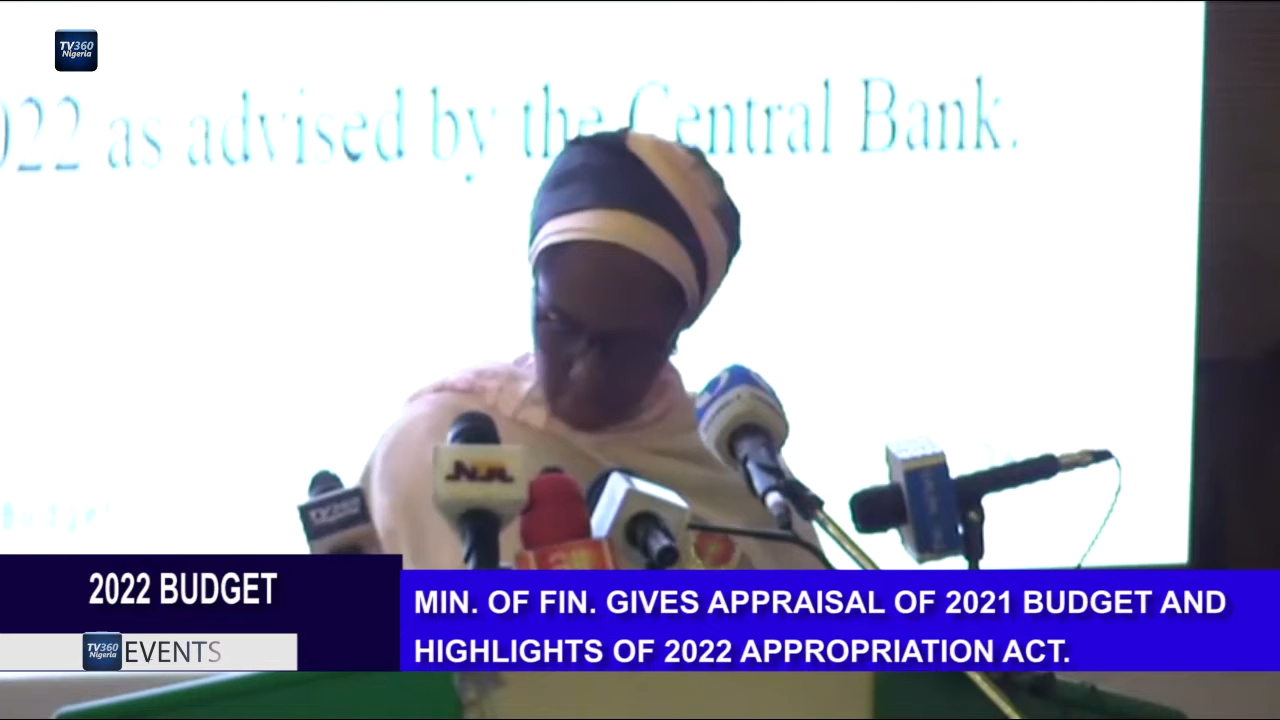 TV360
Nigeria
022 as advised by the Central Bank.
TV360
2022 BUDGET
MIN. OF FIN. GIVES APPRAISAL OF 2021 BUDGET AND
HIGHLIGHTS OF 2022 APPROPRIATION ACT.
TV360
Nigeria
EVENTS